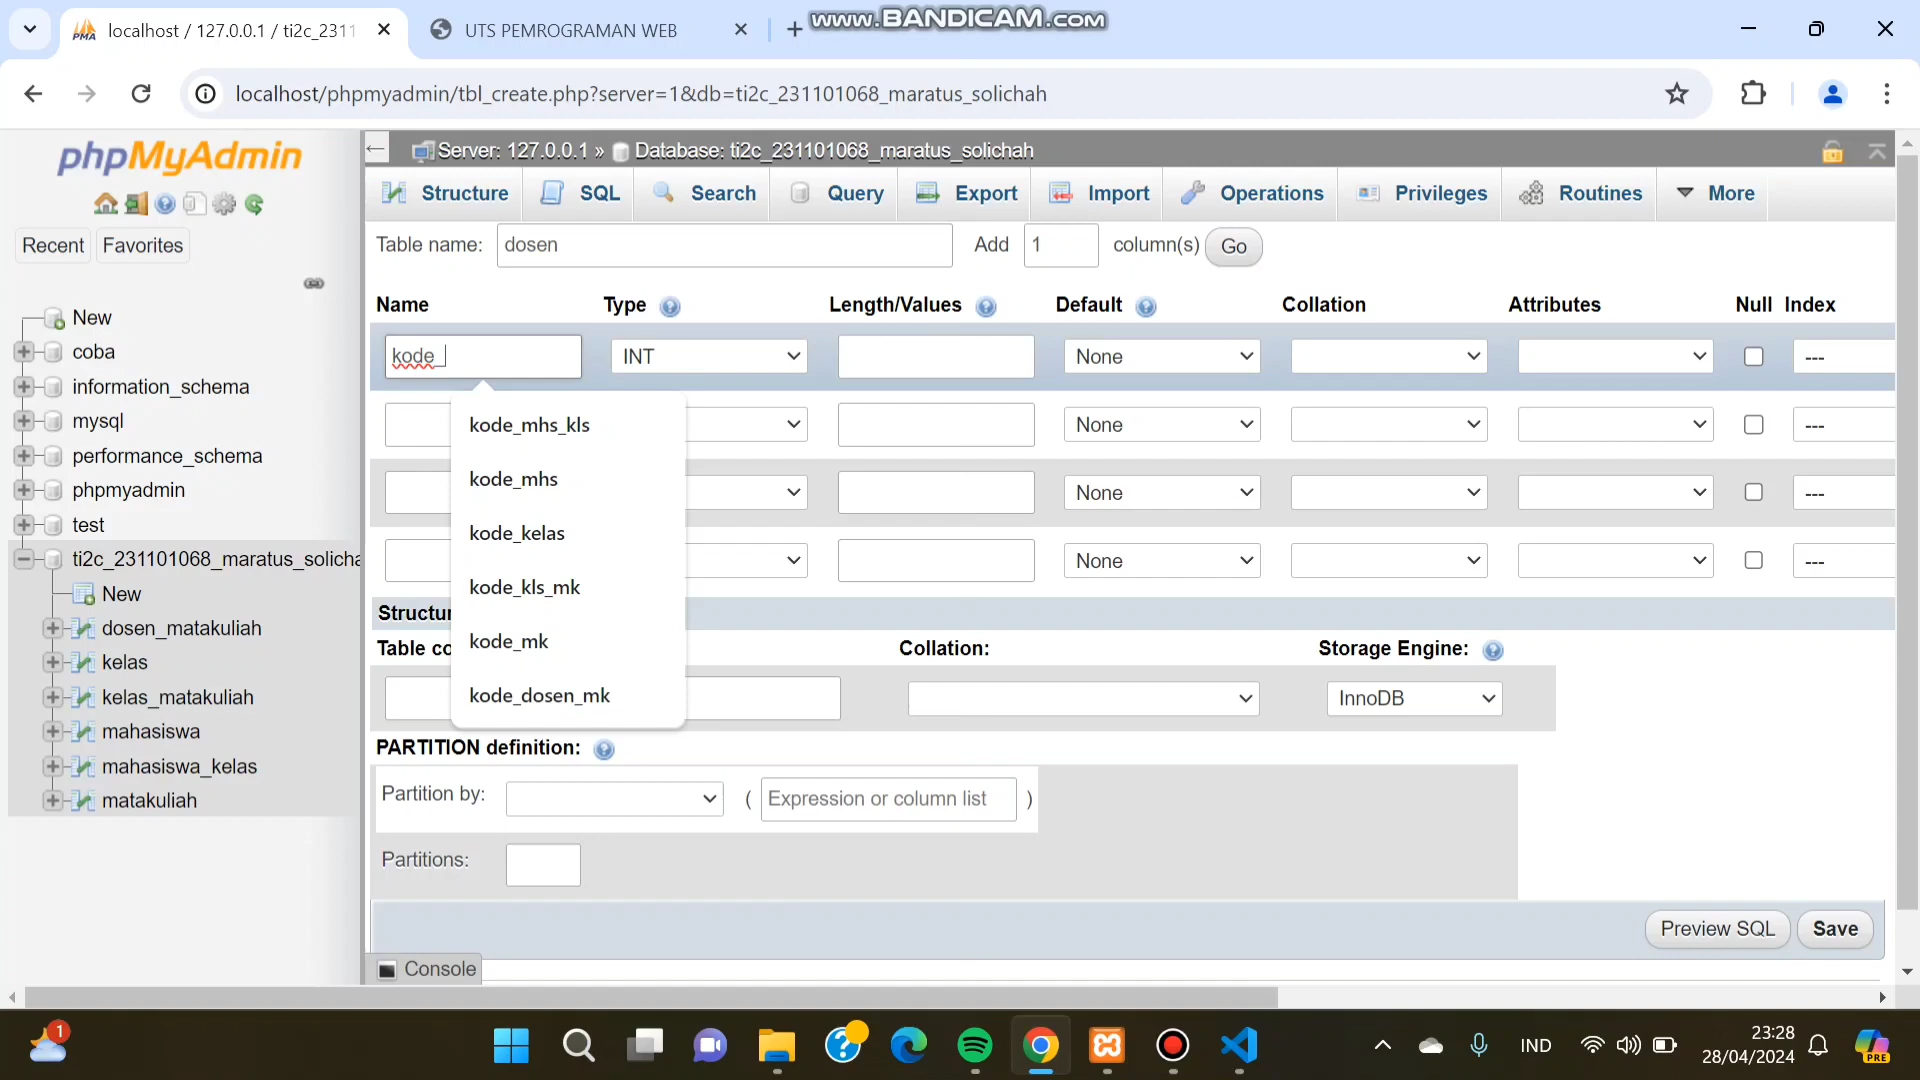 localhost / 127.0.0.1 / ti2c_2311
UTS PEMROGRAMAN WEB
www.BANDICAM.com
localhost/phpmyadmin/tbl_create.php?server=1&db=ti2c_231101068_maratus_solichah
phpMyAdmin
Recent
Favorites
New
coba
information_schema
mysql
performance_schema
phpmyadmin
test
ti2c_231101068_maratus_solicha
New
dosen_matakuliah
kelas
kelas_matakuliah
mahasiswa
mahasiswa_kelas
matakuliah
Server: 127.0.0.1 » Database: ti2c_231101068_maratus_solichah
Structure SQL Search Query Export Import Operations Privileges Routines More
Table name: dosen Add 1 column(s) Go
Name Type Length/Values Default Collation Attributes Null Index
kode_ INT None ---
None ---
None ---
None ---
kode_mhs_kls
kode_mhs
kode_kelas
kode_kls_mk
kode_mk
kode_dosen_mk
Structur
Table co Collation: Storage Engine:
InnoDB
PARTITION definition:
Partition by: ( Expression or column list )
Partitions:
Preview SQL Save
Console
1
IND
23:28
28/04/2024
PRE